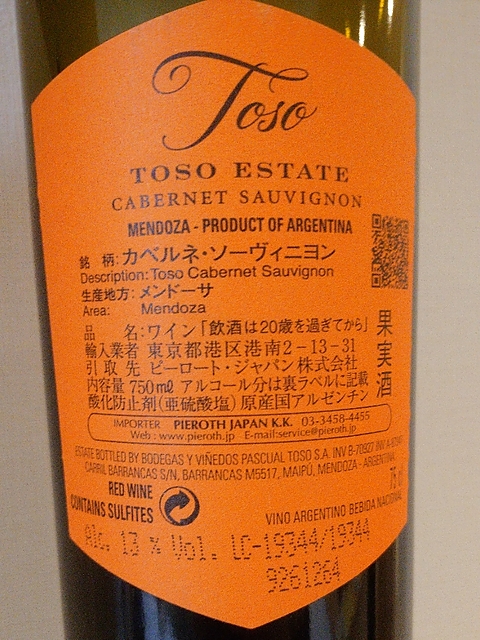 Toso
TOSO ESTATE
CABERNET SAUVIGNON
MENDOZA - PRODUCT OF ARGENTINA
銘　柄:カベルネ・ソーヴィニヨン
Description:Toso Cabernet Sauvignon
生産地方:メンドーサ
Area: Mendoza
品　名:ワイン「飲酒は20歳を過ぎてから」
輸入業者 東京都港区港南2-13-31
引取先 ピーロート・ジャパン株式会社
内容量 750㎖ アルコール分は裏ラベルに記載
酸化防止剤(亜硫酸塩) 原産国アルゼンチン
果実酒
IMPORTER PIEROTH JAPAN K.K. 03-3458-4455
Web : www.pieroth.jp E-mail:service@pieroth.jp
ESTATE BOTTLED BY BODEGAS Y VIÑEDOS PASCUAL TOSO S.A. INV B-70927 INV
CARRIL BARRANCAS S/N, BARRANCAS M5517, MAIPÚ, MENDOZA - ARGENTINA
75 cl
RED WINE
CONTAINS SULFITES
VINO ARGENTINO BEBIDA NACIONAL
Alc. 13 % Vol. LC-19344/19344
9261264